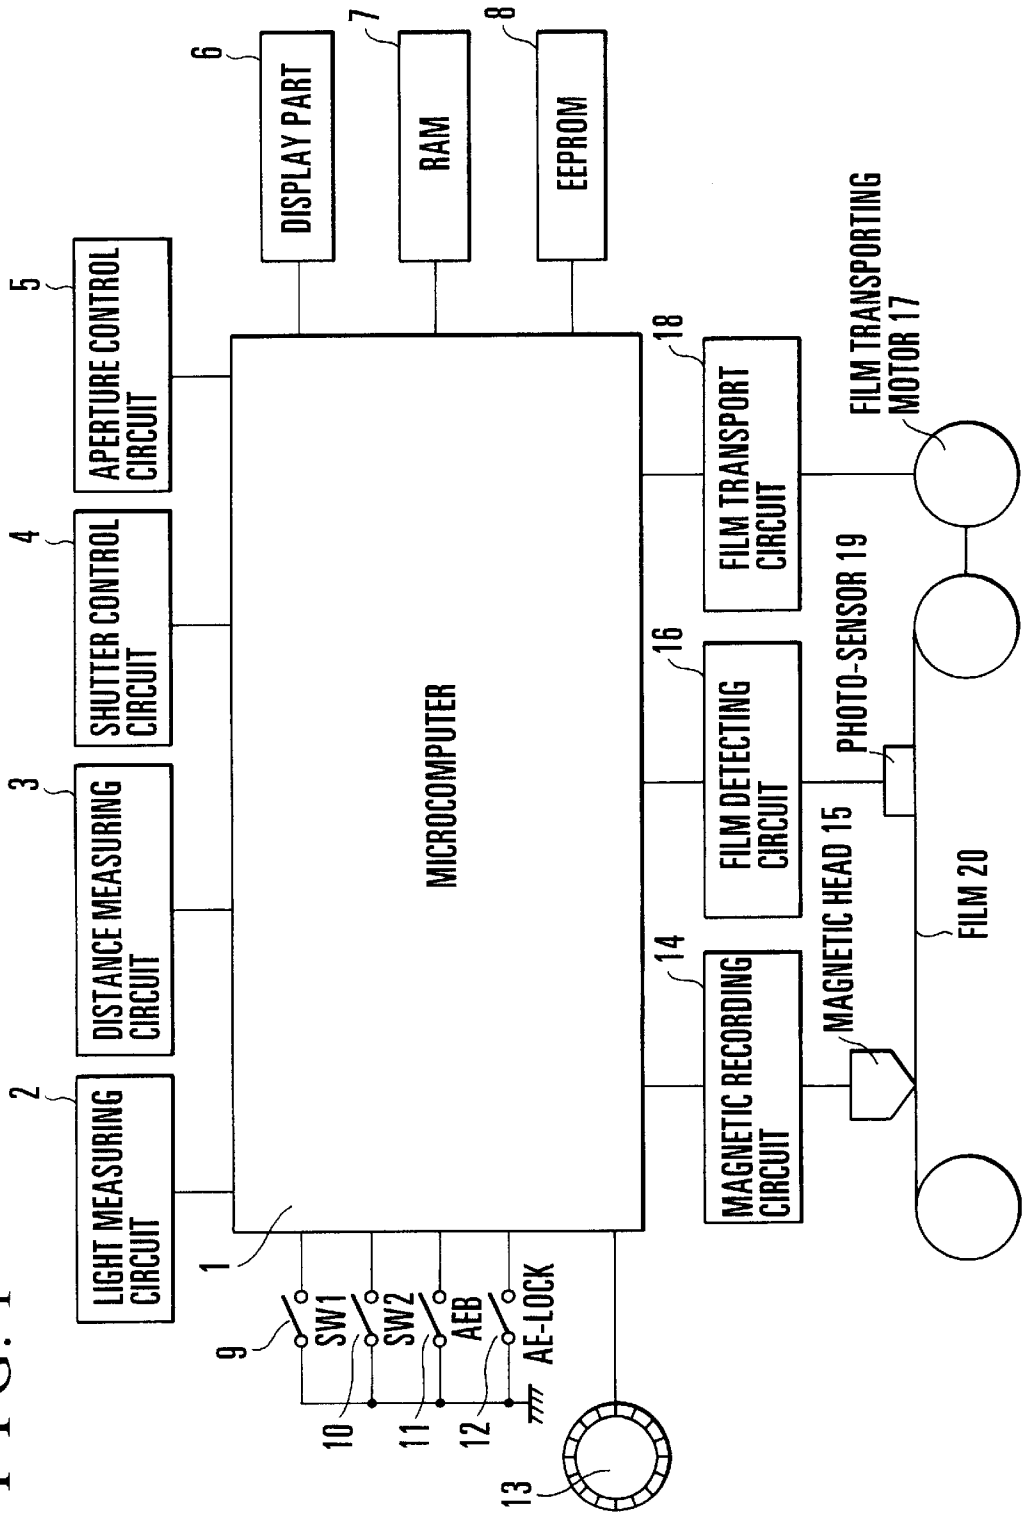 FIG. 1
2
LIGHT MEASURING
CIRCUIT
3
DISTANCE MEASURING
CIRCUIT
4
SHUTTER CONTROL
CIRCUIT
5
APERTURE CONTROL
CIRCUIT
6
DISPLAY PART
7
RAM
8
EEPROM
1
MICROCOMPUTER
9
SW1
10
SW2
11
AEB
12
AE-LOCK
13
14
MAGNETIC RECORDING
CIRCUIT
16
FILM DETECTING
CIRCUIT
18
FILM TRANSPORT
CIRCUIT
MAGNETIC HEAD 15
PHOTO-SENSOR 19
FILM TRANSPORTING
MOTOR 17
FILM 20